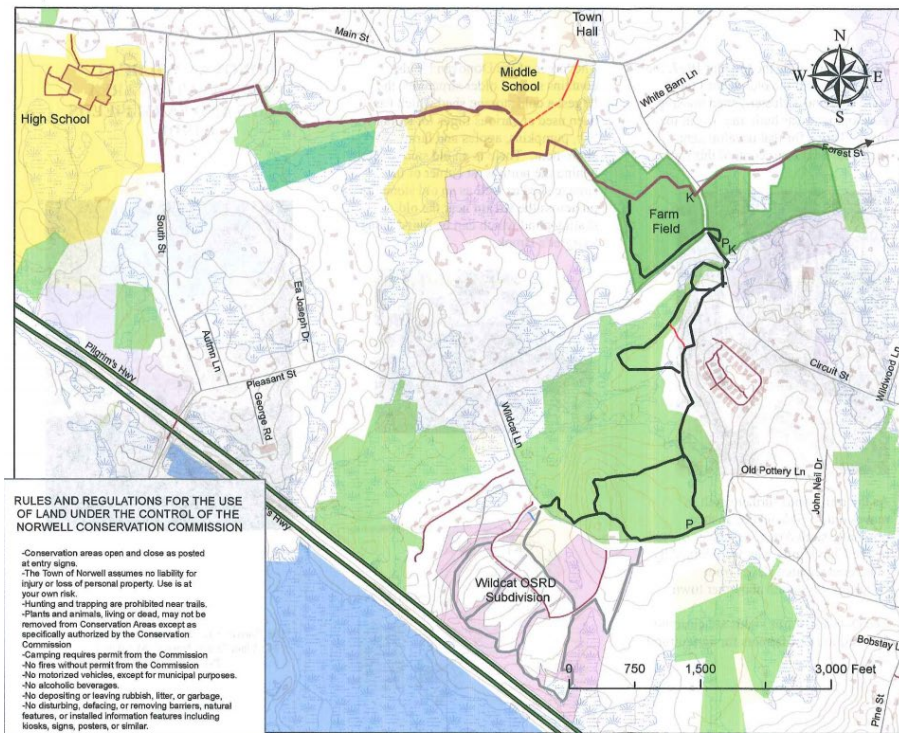 Town
Hall
Main St
N
W
E
S
White Barn Ln
Middle
School
High School
Forest St
K
Farm
Field
P
K
South St
Ea Joseph Dr
Autmn Ln
Pilgrim's Hwy
Pleasant St
George Rd
Wildcat Ln
Circuit St
Wildwood Ln
Old Pottery Ln
John Neil Dr
P
's Hwy
Wildcat OSRD
Subdivision
Bobstay L
Pine St
0 750 1,500 3,000 Feet
RULES AND REGULATIONS FOR THE USE
OF LAND UNDER THE CONTROL OF THE
NORWELL CONSERVATION COMMISSION
-Conservation areas open and close as posted
at entry signs.
-The Town of Norwell assumes no liability for
injury or loss of personal property. Use is at
your own risk.
-Hunting and trapping are prohibited near trails.
-Plants and animals, living or dead, may not be
removed from Conservation Areas except as
specifically authorized by the Conservation
Commission
-Camping requires permit from the Commission
-No fires without permit from the Commission
-No motorized vehicles, except for municipal purposes.
-No alcoholic beverages.
-No depositing or leaving rubbish, litter, or garbage,
-No disturbing, defacing, or removing barriers, natural
features, or installed information features including
kiosks, signs, posters, or similar.